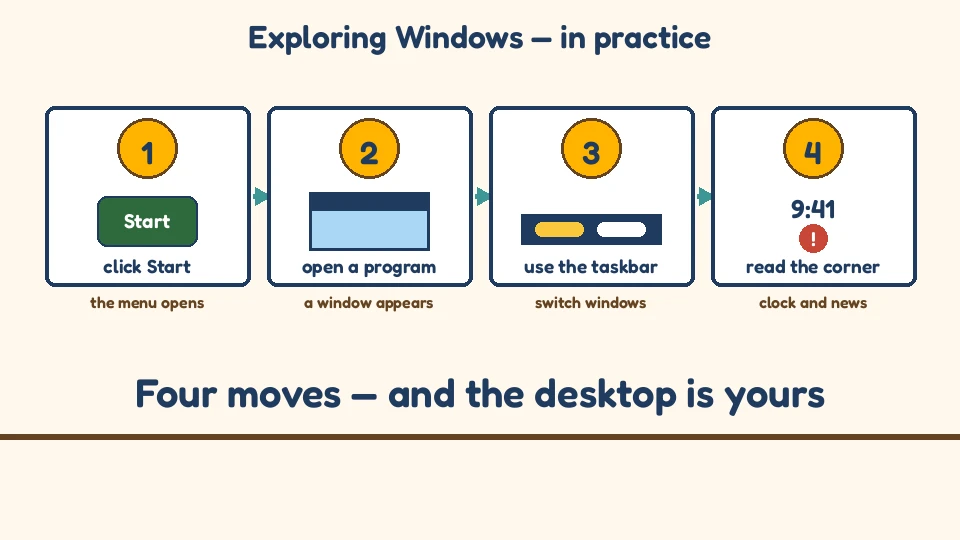 Exploring Windows — in practice
1
Start
click Start
the menu opens
2
open a program
a window appears
3
use the taskbar
switch windows
4
9:41
!
read the corner
clock and news
Four moves — and the desktop is yours